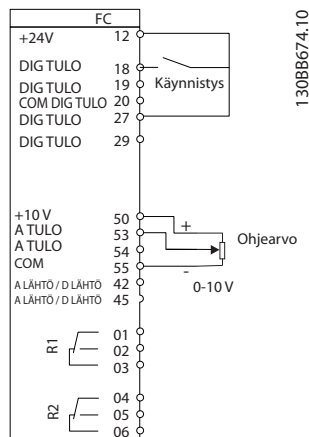 FC
+24V 12
DIG TULO 18
DIG TULO 19
COM DIG TULO 20
DIG TULO 27
DIG TULO 29
Käynnistys
+10 V 50
A TULO 53
A TULO 54
COM 55
A LÄHTÖ / D LÄHTÖ 42
A LÄHTÖ / D LÄHTÖ 45
+
-
Ohjearvo
0-10 V
R1
01
02
03
R2
04
05
06
130BB674.10